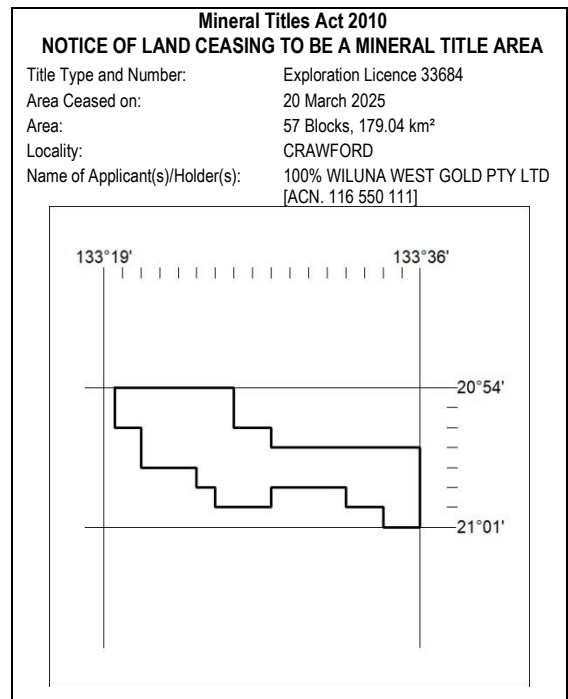 Mineral Titles Act 2010
NOTICE OF LAND CEASING TO BE A MINERAL TITLE AREA
Title Type and Number: Exploration Licence 33684
Area Ceased on: 20 March 2025
Area: 57 Blocks, 179.04 km²
Locality: CRAWFORD
Name of Applicant(s)/Holder(s): 100% WILUNA WEST GOLD PTY LTD
[ACN. 116 550 111]
133°19' 133°36'
20°54'
21°01'